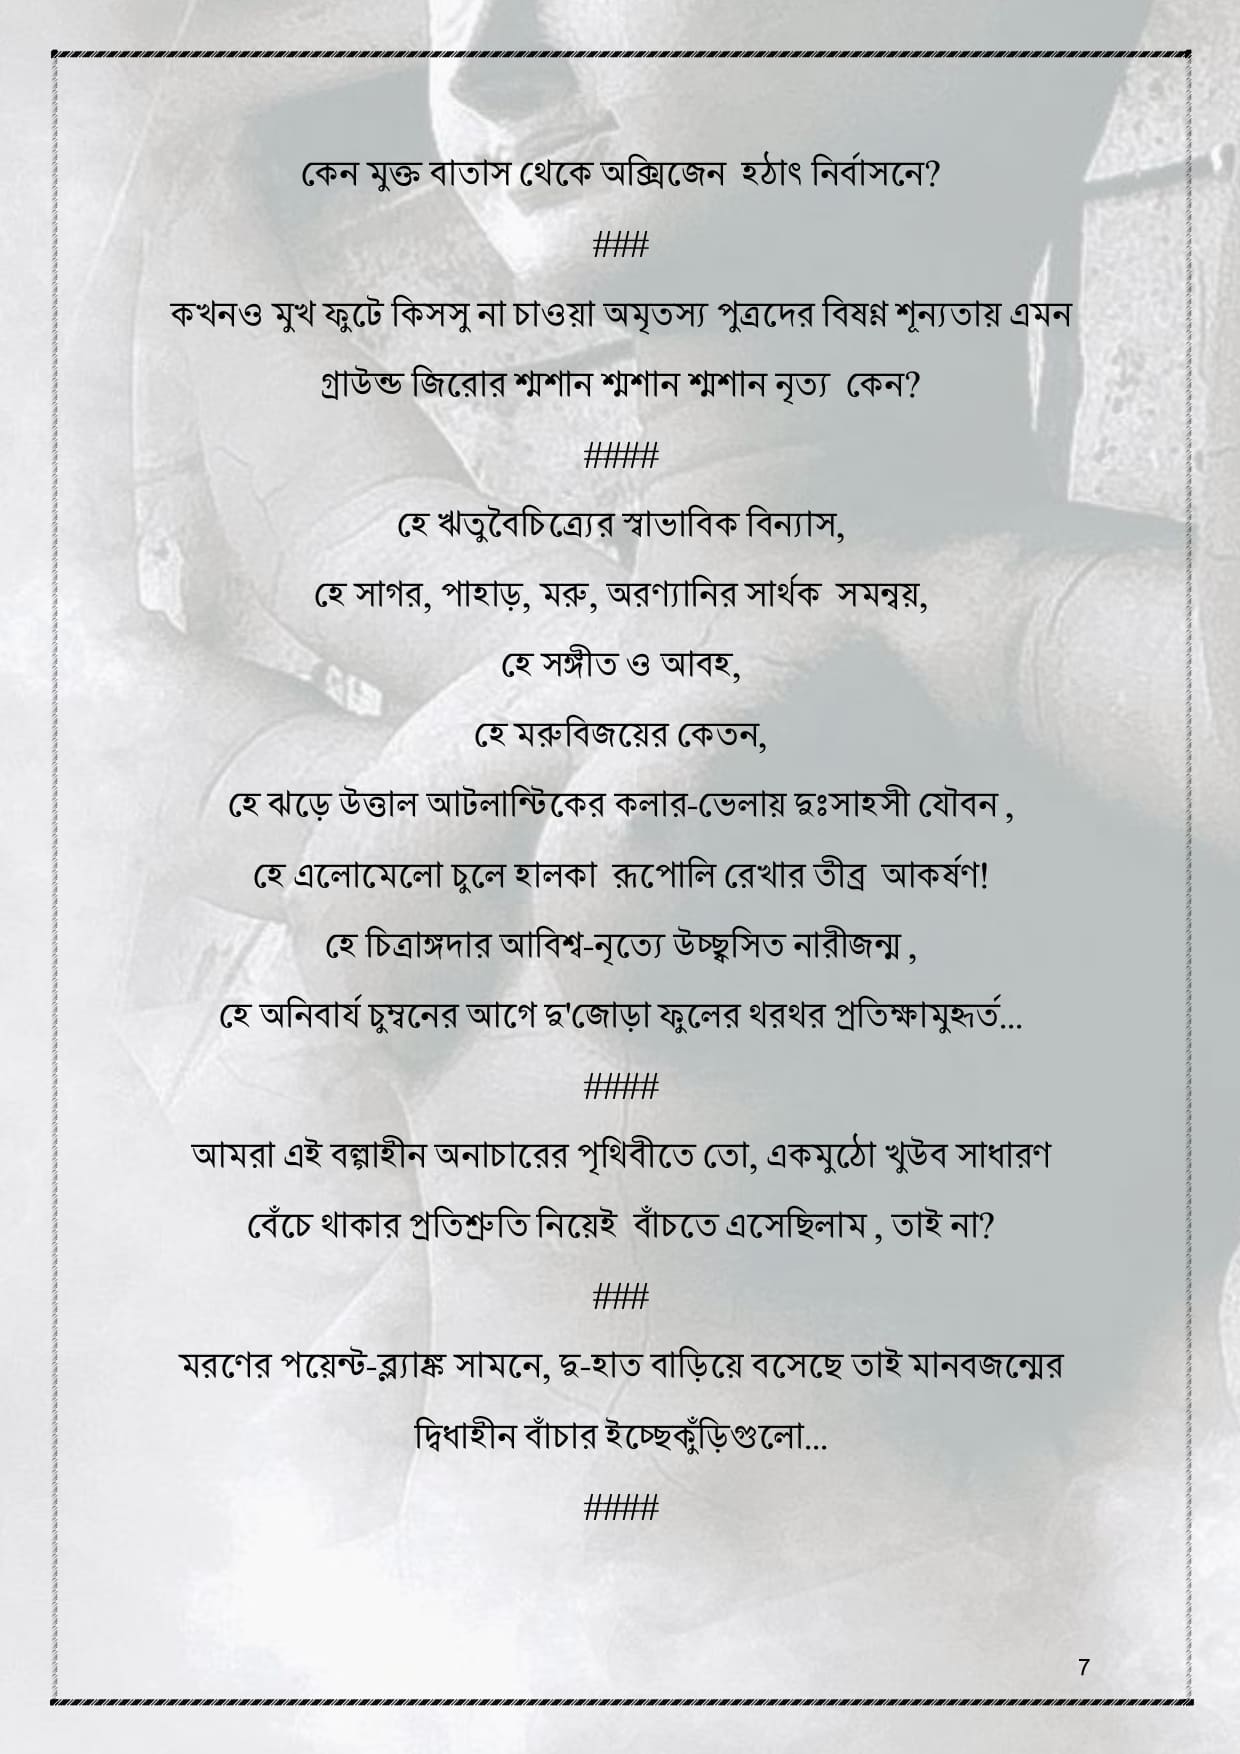 কেন মুক্ত বাতাস থেকে অক্সিজেন হঠাৎ নির্বাসনে?
###
কখনও মুখ ফুটে কিসসু না চাওয়া অমৃতস্য পুত্রদের বিষণ্ণ শূন্যতায় এমন
গ্রাউন্ড জিরোর শ্মশান শ্মশান শ্মশান নৃত্য কেন?
####
হে ঋতুবৈচিত্র্যের স্বাভাবিক বিন্যাস,
হে সাগর, পাহাড়, মরু, অরণ্যানির সার্থক সমন্বয়,
হে সঙ্গীত ও আবহ,
হে মরুবিজয়ের কেতন,
হে ঝড়ে উত্তাল আটলান্টিকের কলার-ভেলায় দুঃসাহসী যৌবন ,
হে এলোমেলো চুলে হালকা রূপোলি রেখার তীব্র আকর্ষণ!
হে চিত্রাঙ্গদার আবিশ্ব-নৃত্যে উচ্ছ্বসিত নারীজন্ম ,
হে অনিবার্য চুম্বনের আগে দু'জোড়া ফুলের থরথর প্রতিক্ষামুহূর্ত...
####
আমরা এই বল্গাহীন অনাচারের পৃথিবীতে তো, একমুঠো খুউব সাধারণ
বেঁচে থাকার প্রতিশ্রুতি নিয়েই বাঁচতে এসেছিলাম , তাই না?
###
মরণের পয়েন্ট-ব্ল্যাঙ্ক সামনে, দু-হাত বাড়িয়ে বসেছে তাই মানবজন্মের
দ্বিধাহীন বাঁচার ইচ্ছেকুঁড়িগুলো...
####
7